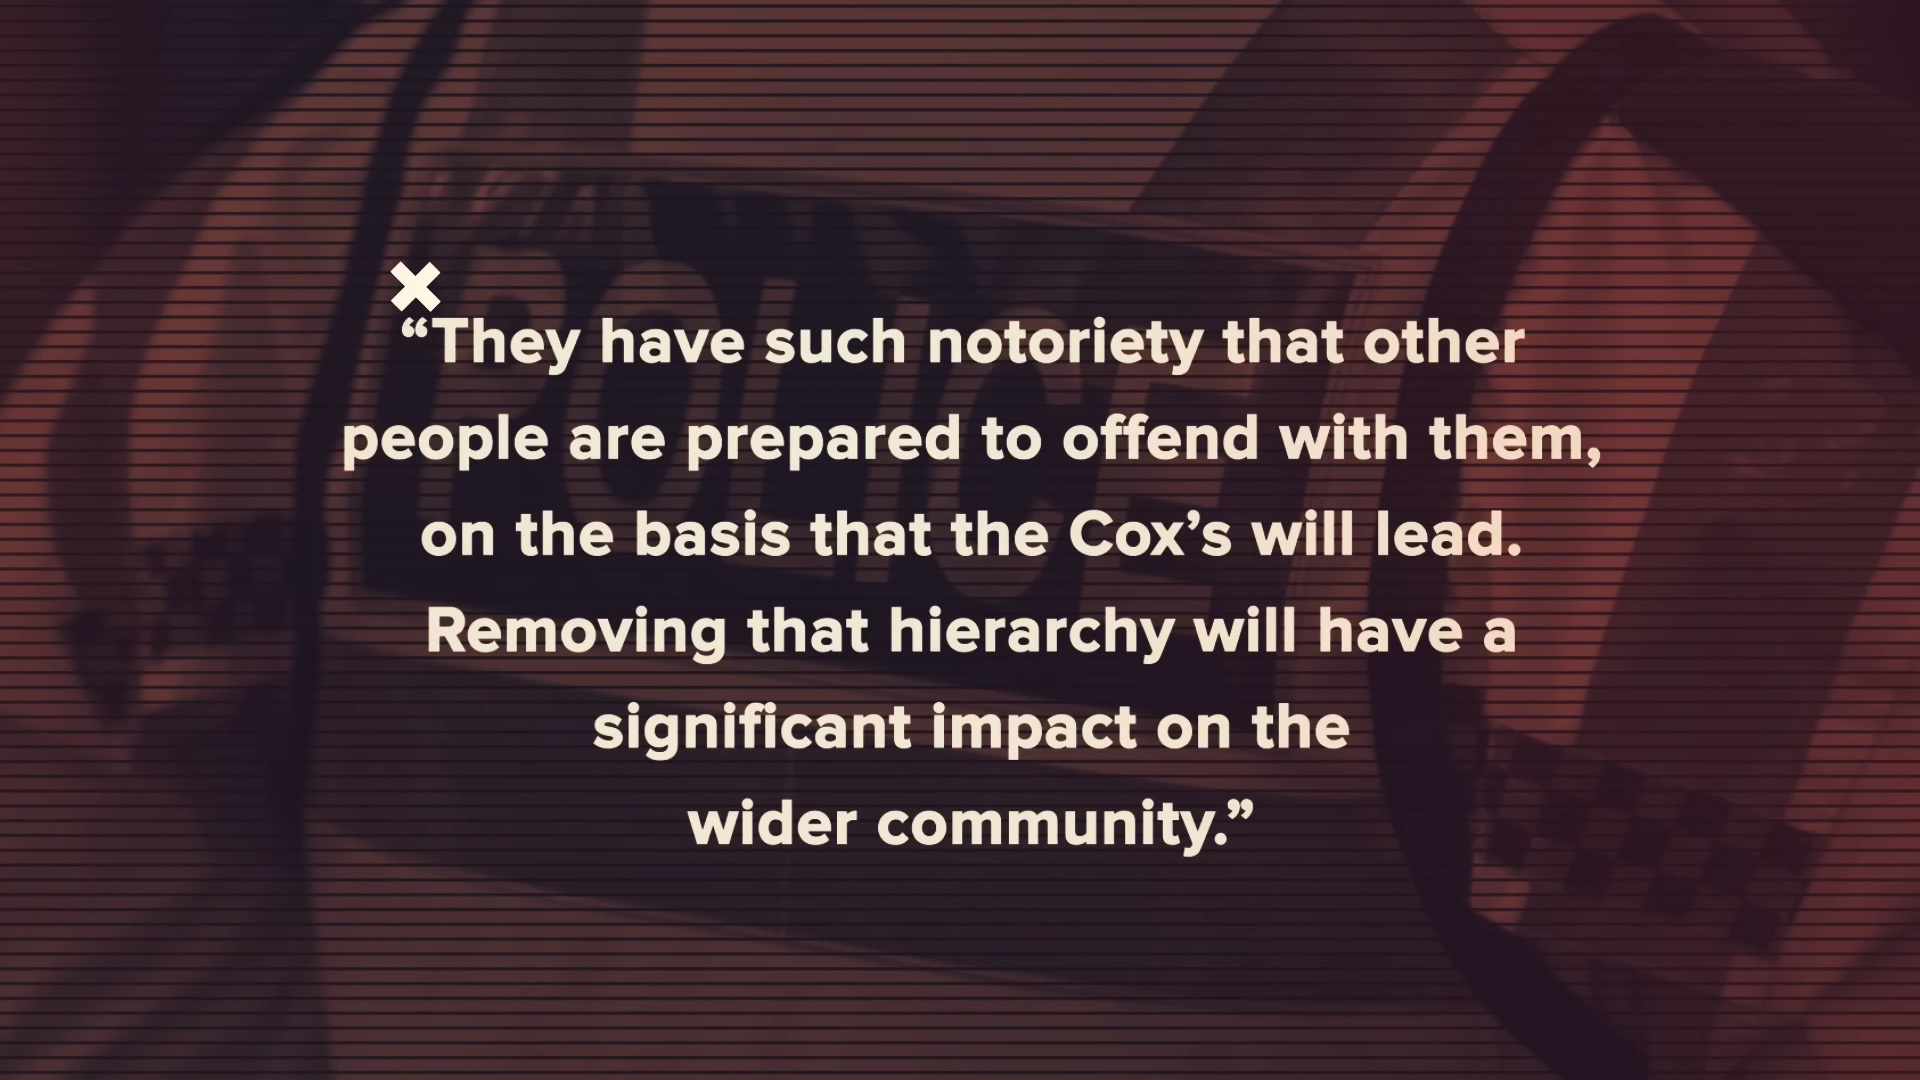 POLICE
“They have such notoriety that other
people are prepared to offend with them,
on the basis that the Cox’s will lead.
Removing that hierarchy will have a
significant impact on the
wider community.”